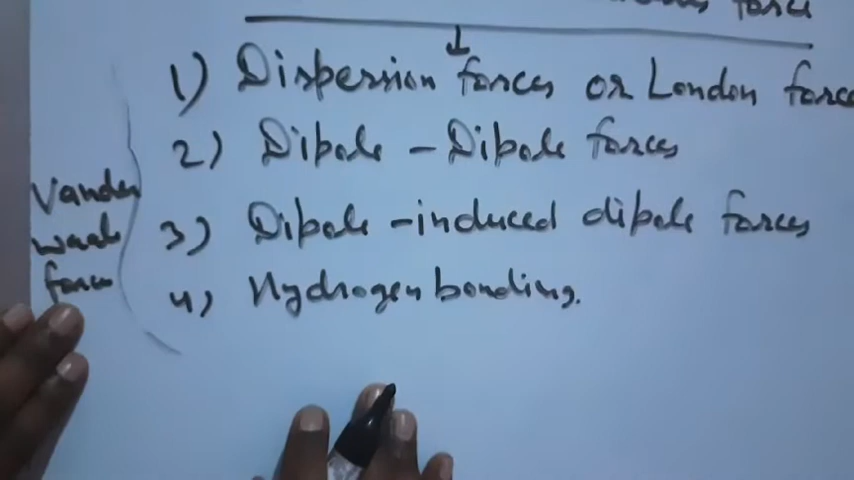 force
1) Dispersion forces or London force
2) Dipole - Dipole forces
3) Dipole -induced dipole forces
4) Hydrogen bonding.
Vander
waals
forces